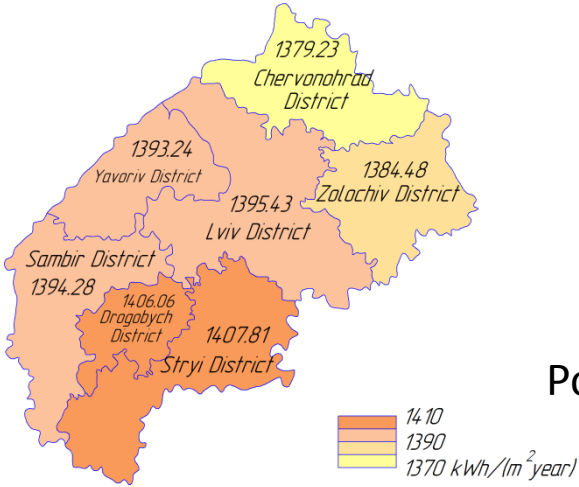 1379.23
Chervonohrad
District
1393.24
Yavoriv District
1384.48
Zolochiv District
1395.43
Lviv District
Sambir District
1394.28
1406.06
Drogobych
District
1407.81
Stryi District
1410
1390
1370 kWh/(m²year)